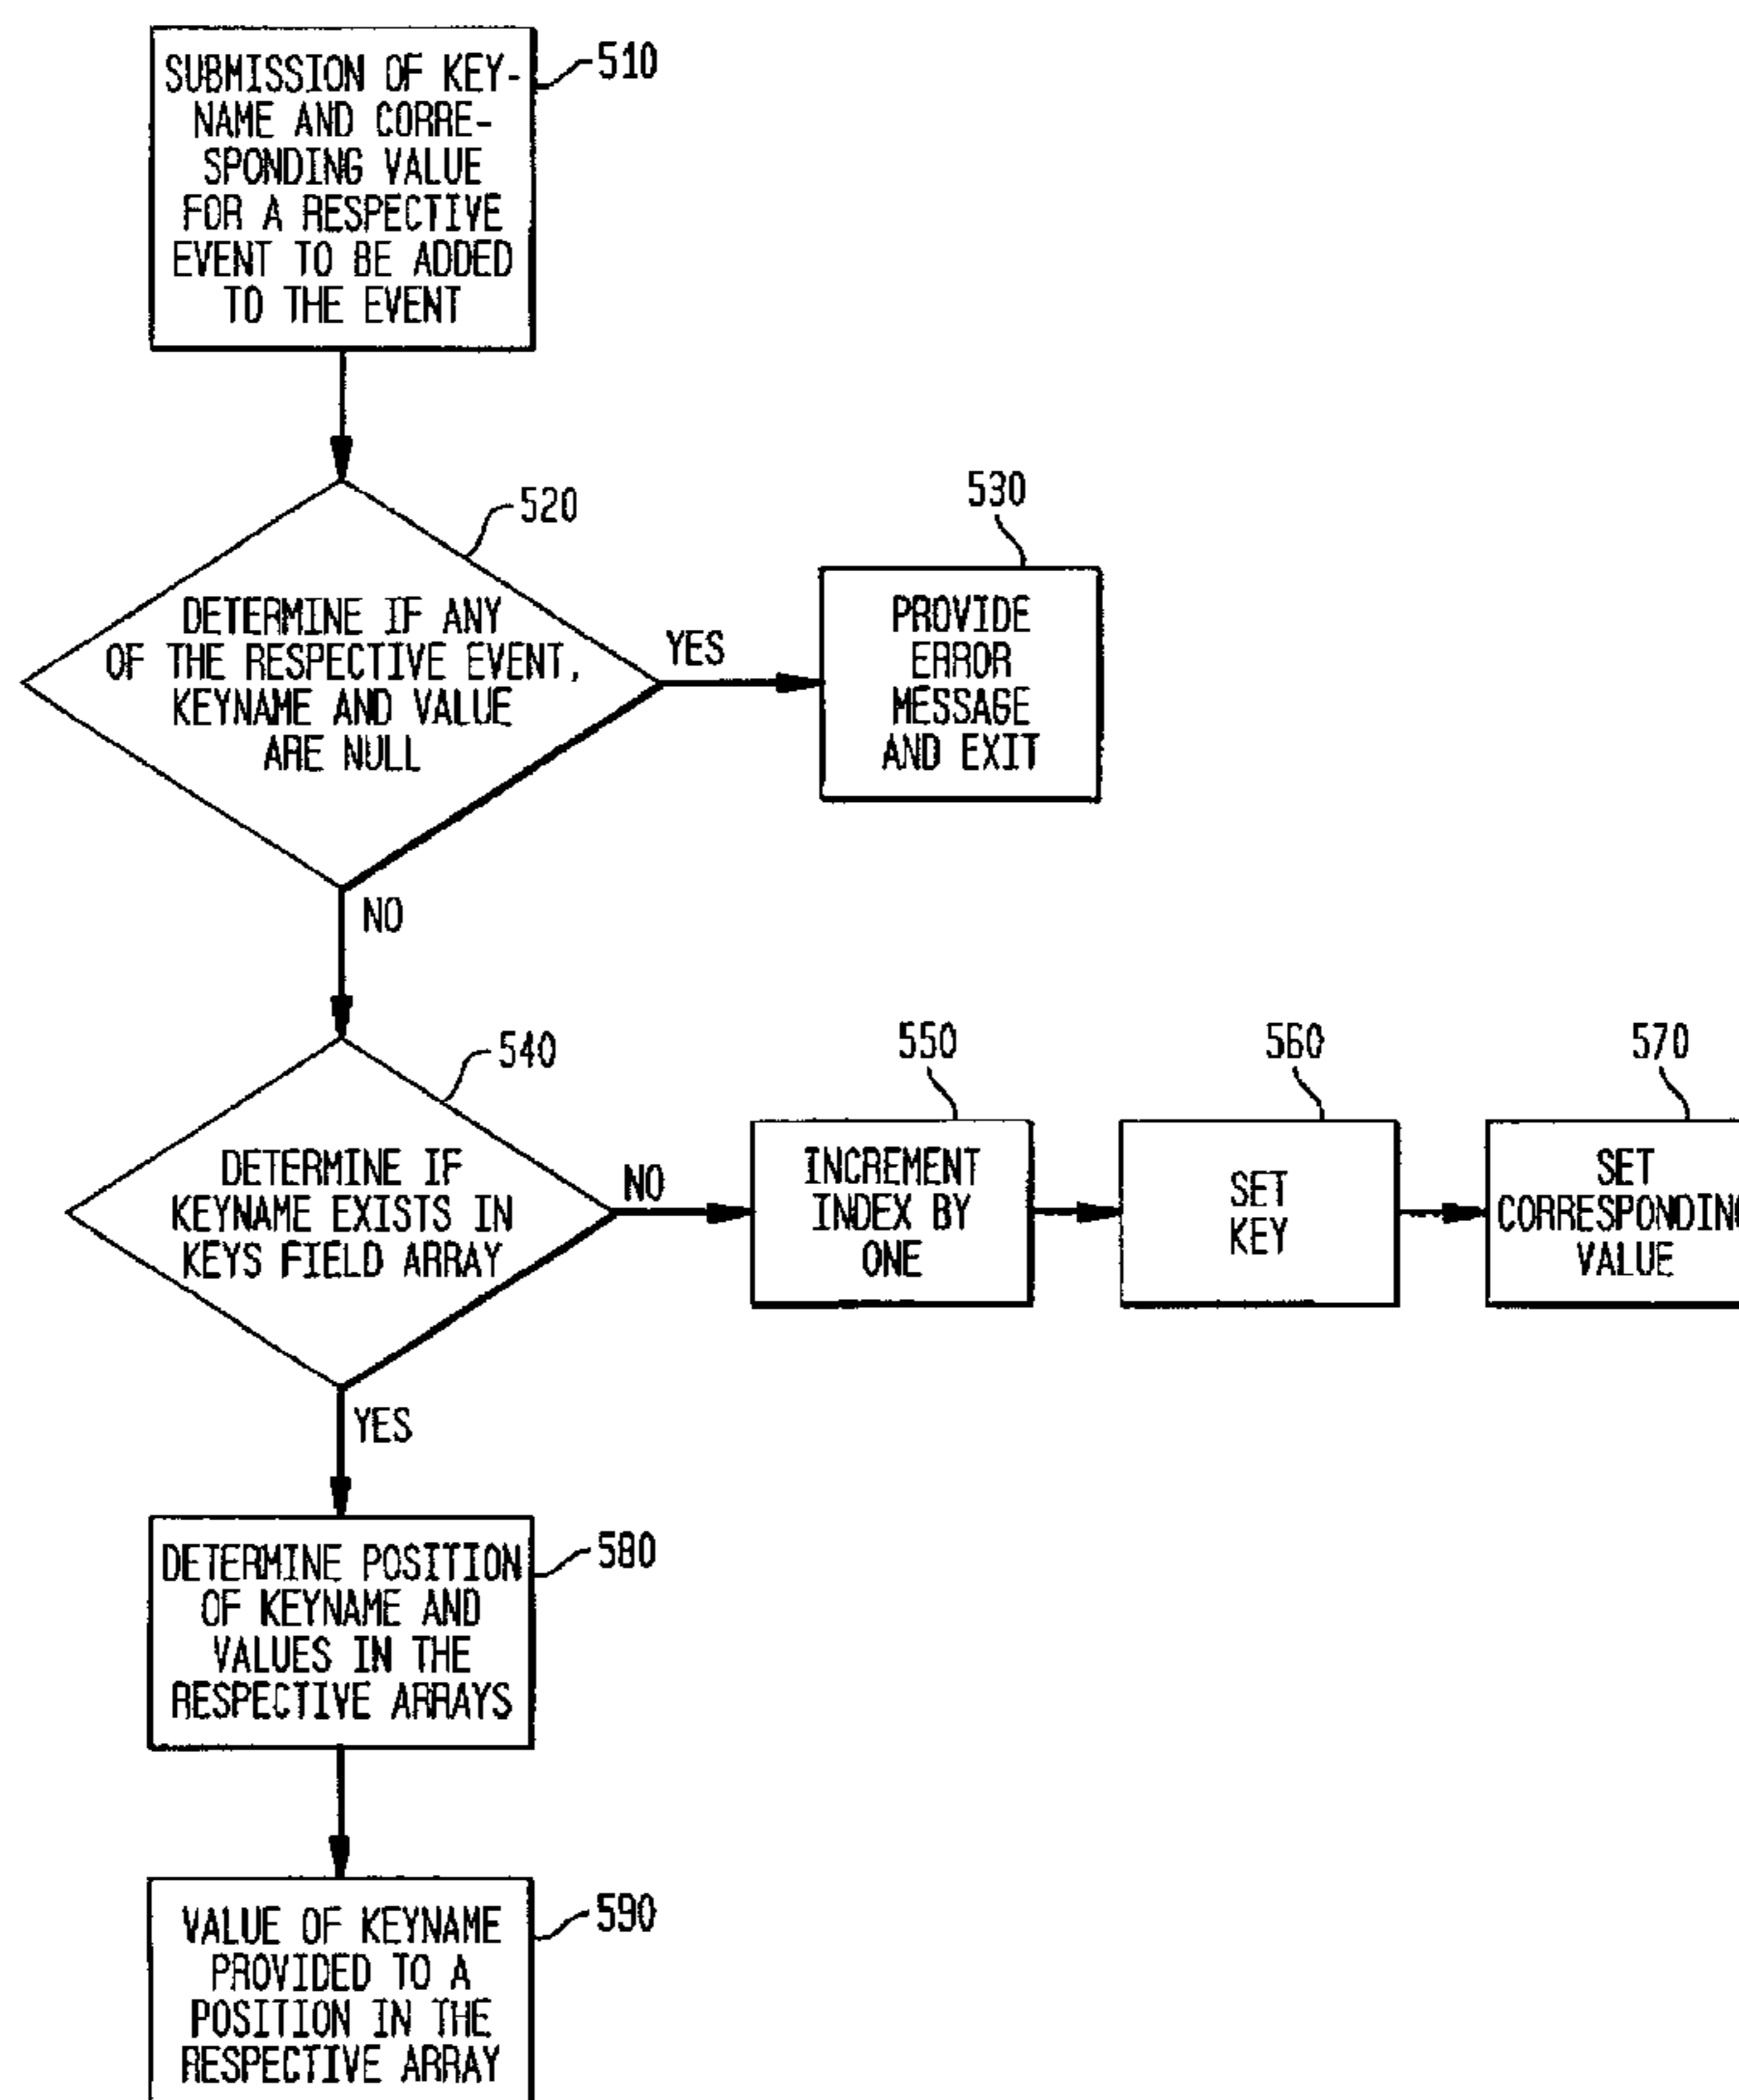 SUBMISSION OF KEY-
NAME AND CORRE-
SPONDING VALUE
FOR A RESPECTIVE
EVENT TO BE ADDED
TO THE EVENT
510
520
DETERMINE IF ANY
OF THE RESPECTIVE EVENT,
KEYNAME AND VALUE
ARE NULL
YES
530
PROVIDE
ERROR
MESSAGE
AND EXIT
NO
540
DETERMINE IF
KEYNAME EXISTS IN
KEYS FIELD ARRAY
NO
550
INCREMENT
INDEX BY
ONE
560
SET
KEY
570
SET
CORRESPONDING
VALUE
YES
580
DETERMINE POSITION
OF KEYNAME AND
VALUES IN THE
RESPECTIVE ARRAYS
590
VALUE OF KEYNAME
PROVIDED TO A
POSITION IN THE
RESPECTIVE ARRAY